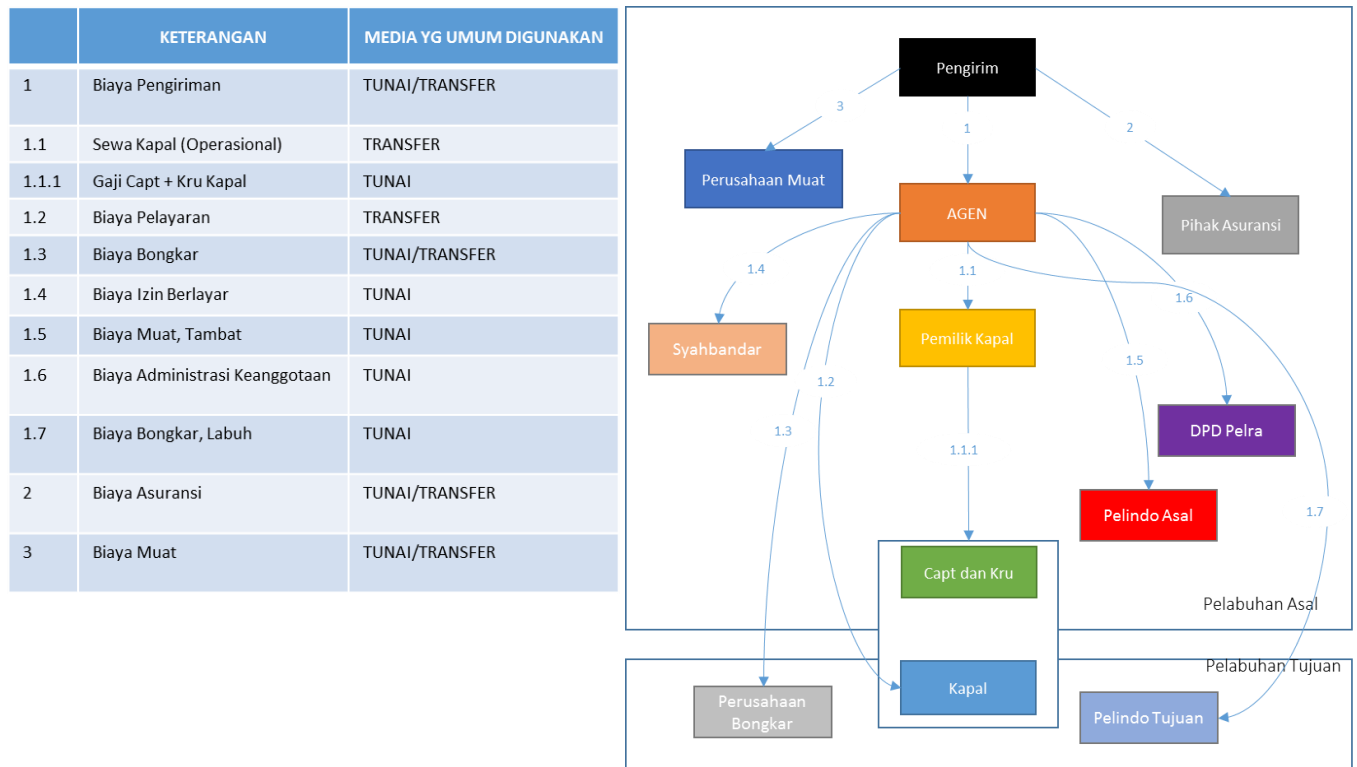 KETERANGAN MEDIA YG UMUM DIGUNAKAN
1 Biaya Pengiriman TUNAI/TRANSFER
1.1 Sewa Kapal (Operasional) TRANSFER
1.1.1 Gaji Capt + Kru Kapal TUNAI
1.2 Biaya Pelayaran TRANSFER
1.3 Biaya Bongkar TUNAI/TRANSFER
1.4 Biaya Izin Berlayar TUNAI
1.5 Biaya Muat, Tambat TUNAI
1.6 Biaya Administrasi Keanggotaan TUNAI
1.7 Biaya Bongkar, Labuh TUNAI
2 Biaya Asuransi TUNAI/TRANSFER
3 Biaya Muat TUNAI/TRANSFER
Pengirim
3
1
2
Perusahaan Muat
AGEN
Pihak Asuransi
1.4
1.1
1.6
Syahbandar
Pemilik Kapal
1.5
1.2
1.3
DPD Pelra
1.1.1
Pelindo Asal
1.7
Capt dan Kru
Pelabuhan Asal
Pelabuhan Tujuan
Kapal
Perusahaan
Bongkar
Pelindo Tujuan